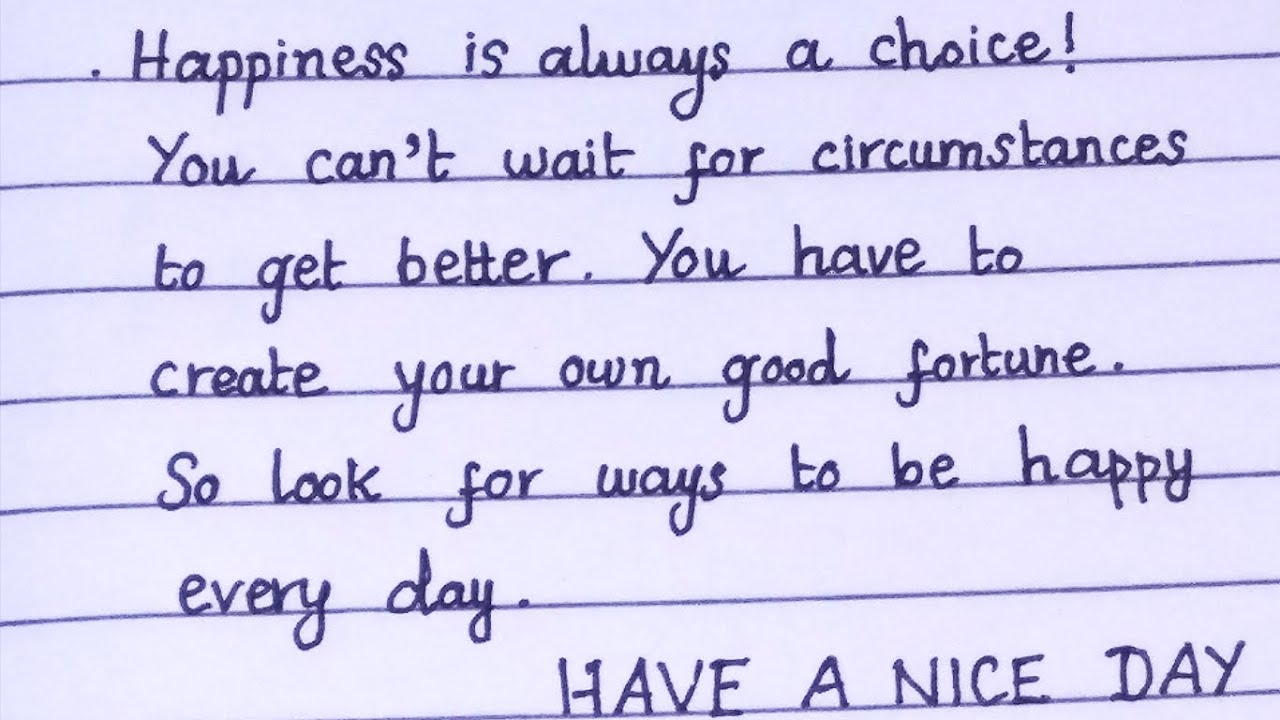 . Happiness is always a choice!
You can't wait for circumstances
to get better. You have to
create your own good fortune.
So look for ways to be happy
every day.
HAVE A NICE DAY